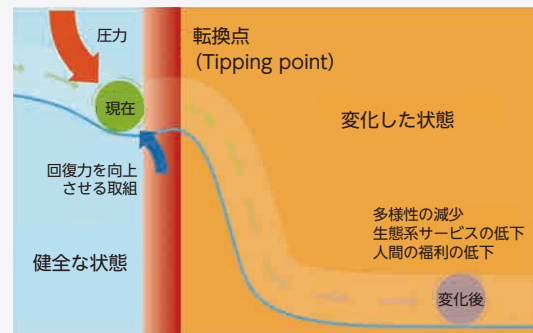 圧力
転換点
(Tipping point)
現在
変化した状態
回復力を向上
させる取組
多様性の減少
生態系サービスの低下
人間の福利の低下
健全な状態
変化後